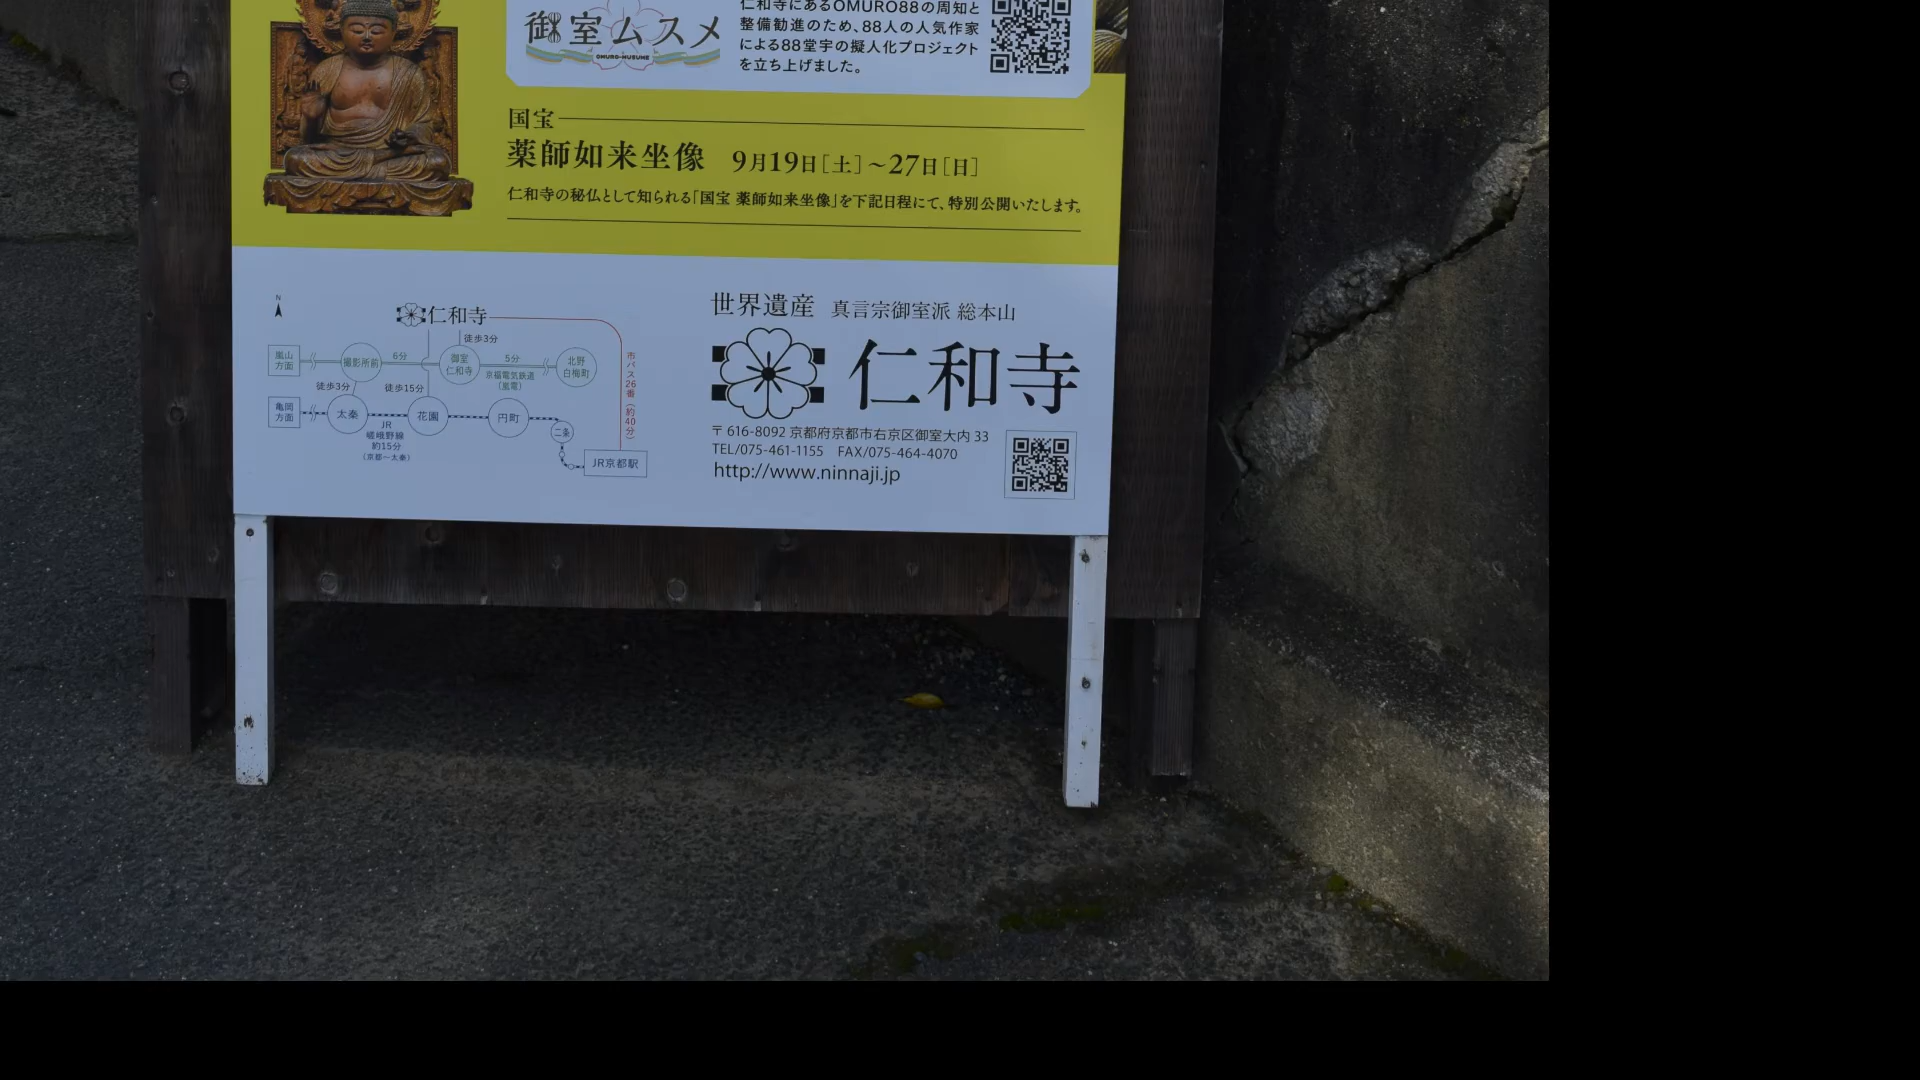 御室ムスメ
OMURO-MUSUME
仁和寺にあるOMURO88の周知と
整備勧進のため、88人の人気作家
による88堂宇の擬人化プロジェクト
を立ち上げました。
国宝
薬師如来坐像 9月19日[土]～27日[日]
仁和寺の秘仏として知られる「国宝 薬師如来坐像」を下記日程にて、特別公開いたします。
N
仁和寺
徒歩3分
嵐山
方面
撮影所前
6分
御室
仁和寺
5分
京福電気鉄道
（嵐電）
北野
白梅町
徒歩3分
徒歩15分
市バス26番（約40分）
亀岡
方面
太秦
JR
嵯峨野線
約15分
（京都〜太秦）
花園
円町
二条
JR京都駅
世界遺産 真言宗御室派 総本山
仁和寺
〒616-8092 京都府京都市右京区御室大内 33
TEL/075-461-1155 FAX/075-464-4070
http://www.ninnaji.jp